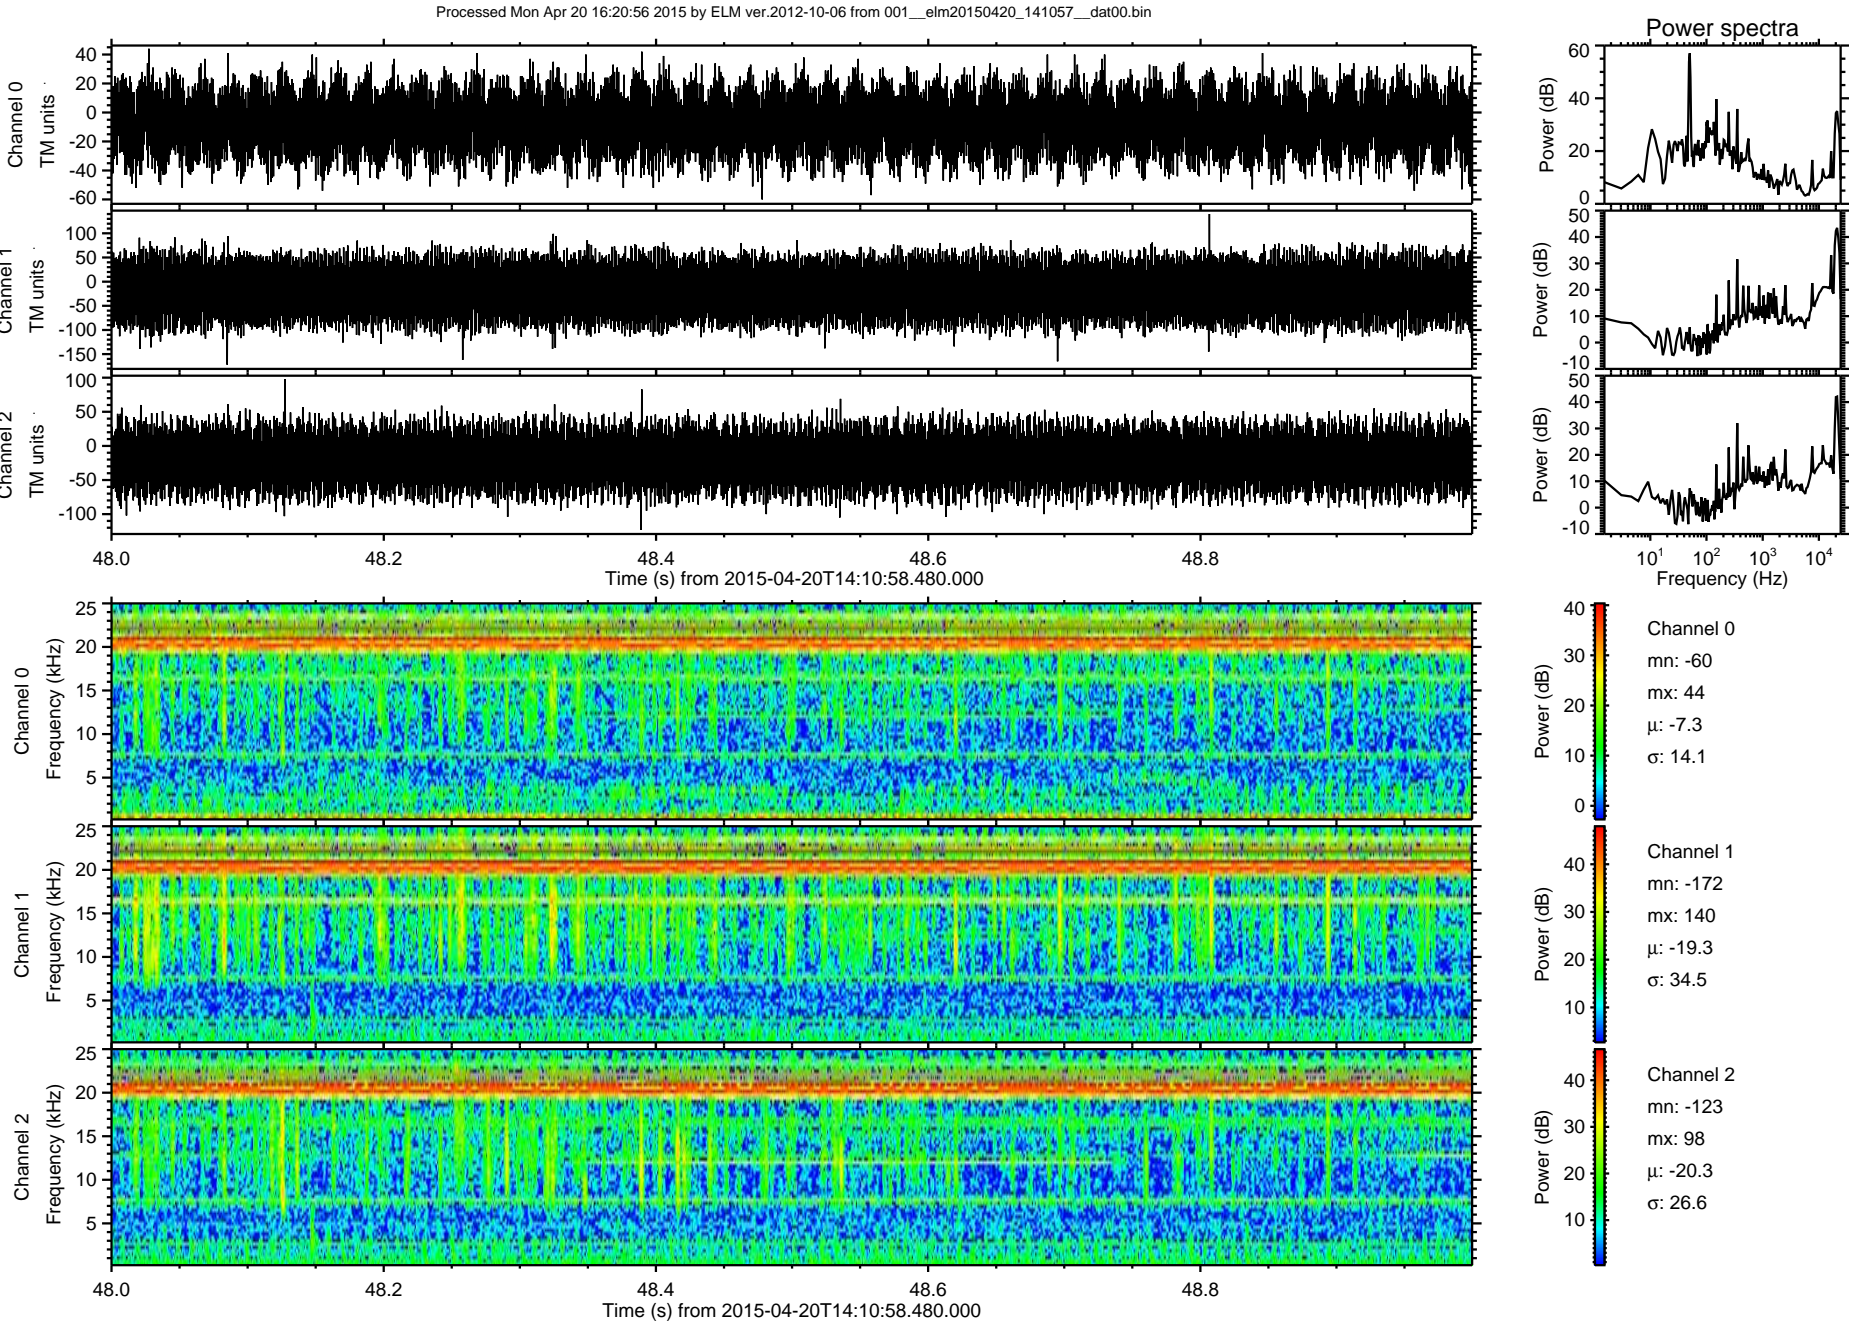 Processed Mon Apr 20 16:20:56 2015 by ELM ver.2012-10-06 from 001__elm20150420_141057__dat00.bin
Power spectra
Channel 0
TM units
40
20
0
-20
-40
-60
Power (dB)
60
40
20
0
Channel 1
TM units
100
50
0
-50
-100
-150
Power (dB)
50
40
30
20
10
0
-10
Channel 2
TM units
100
50
0
-50
-100
Power (dB)
50
40
30
20
10
0
-10
48.0 48.2 48.4 48.6 48.8
Time (s) from 2015-04-20T14:10:58.480.000
10¹ 10² 10³ 10⁴
Frequency (Hz)
Channel 0
Frequency (kHz)
25
20
15
10
5
Power (dB)
40
30
20
10
0
Channel 0
mn: -60
mx: 44
μ: -7.3
σ: 14.1
Channel 1
Frequency (kHz)
25
20
15
10
5
Power (dB)
40
30
20
10
Channel 1
mn: -172
mx: 140
μ: -19.3
σ: 34.5
Channel 2
Frequency (kHz)
25
20
15
10
5
Power (dB)
40
30
20
10
Channel 2
mn: -123
mx: 98
μ: -20.3
σ: 26.6
48.0 48.2 48.4 48.6 48.8
Time (s) from 2015-04-20T14:10:58.480.000